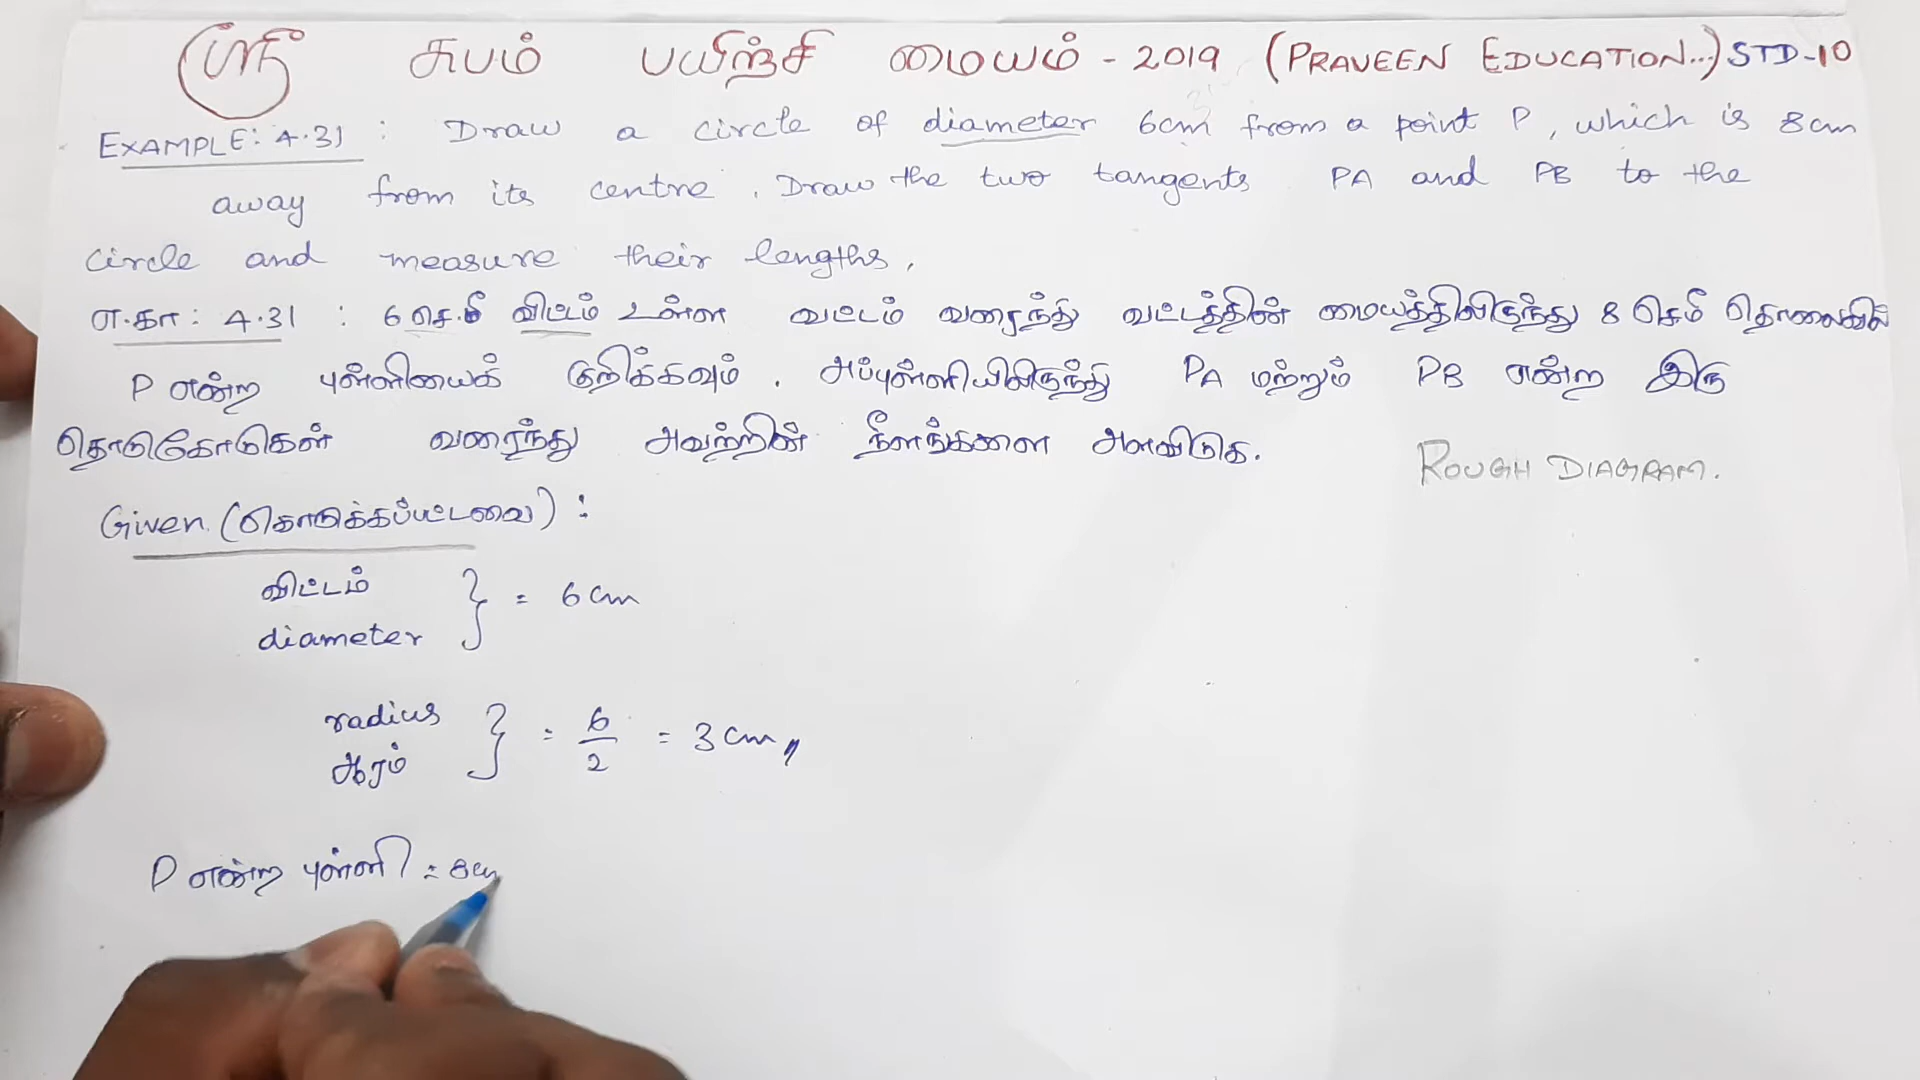 ஸ்ரீ சுபம் பயிற்சி மையம் - 2019 (PRAVEEN EDUCATION...) STD-10
EXAMPLE: 4.31 : Draw a circle of diameter 6cm from a point P, which is 8cm
away from its centre. Draw the two tangents PA and PB to the
circle and measure their lengths.
எ.கா: 4.31 : 6 செ.மீ விட்டம் உள்ள வட்டம் வரைந்து வட்டத்தின் மையத்திலிருந்து 8 செமீ தொலைவில்
P என்ற புள்ளியைக் குறிக்கவும். அப்புள்ளியிலிருந்து PA மற்றும் PB என்ற இரு
தொடுகோடுகள் வரைந்து அவற்றின் நீளங்களை அளவிடுக.
ROUGH DIAGRAM.
Given (கொடுக்கப்பட்டவை) :
விட்டம்
diameter } = 6cm
radius
ஆரம் } = 6/2 = 3cm,,
P என்ற புள்ளி = 8cm